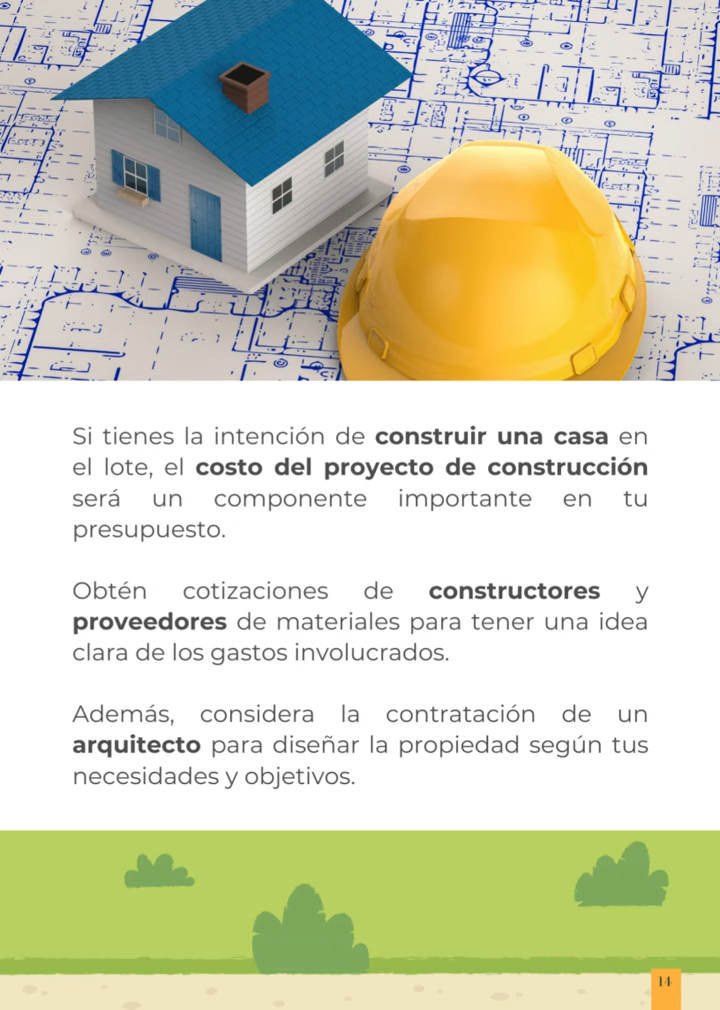 Si tienes la intención de construir una casa en
el lote, el costo del proyecto de construcción
será un componente importante en tu
presupuesto.
Obtén cotizaciones de constructores y
proveedores de materiales para tener una idea
clara de los gastos involucrados.
Además, considera la contratación de un
arquitecto para diseñar la propiedad según tus
necesidades y objetivos.
14